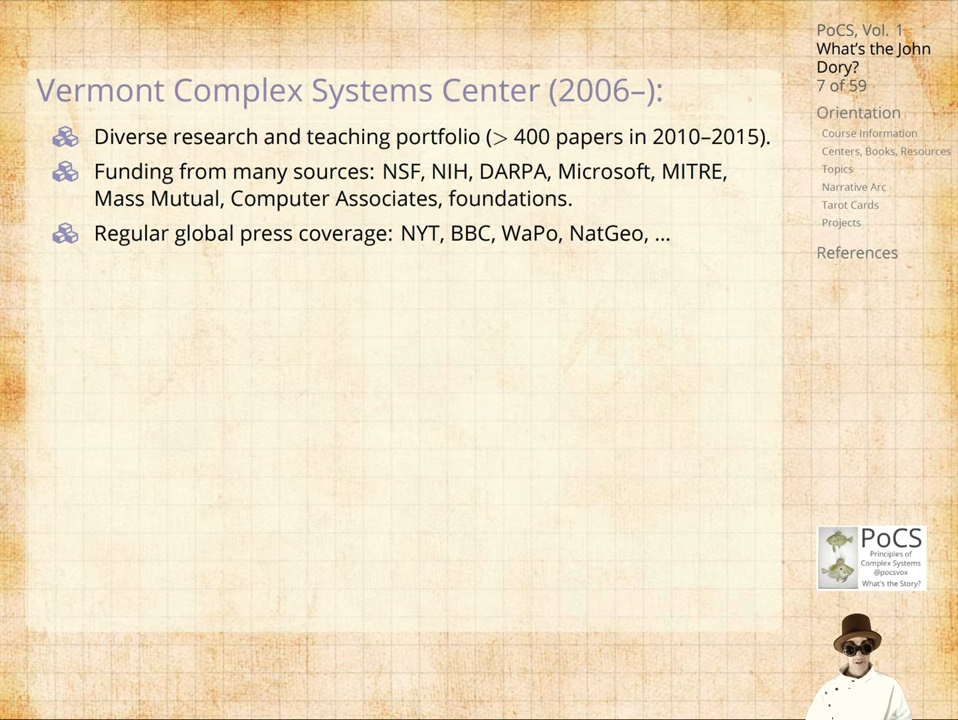 Vermont Complex Systems Center (2006–):
Diverse research and teaching portfolio (> 400 papers in 2010–2015).
Funding from many sources: NSF, NIH, DARPA, Microsoft, MITRE,
Mass Mutual, Computer Associates, foundations.
Regular global press coverage: NYT, BBC, WaPo, NatGeo, ...
PoCS, Vol. 1
What's the John
Dory?
7 of 59
Orientation
Course Information
Centers, Books, Resources
Topics
Narrative Arc
Tarot Cards
Projects
References
PoCS
Principles of
Complex Systems
@pocsvox
What's the Story?